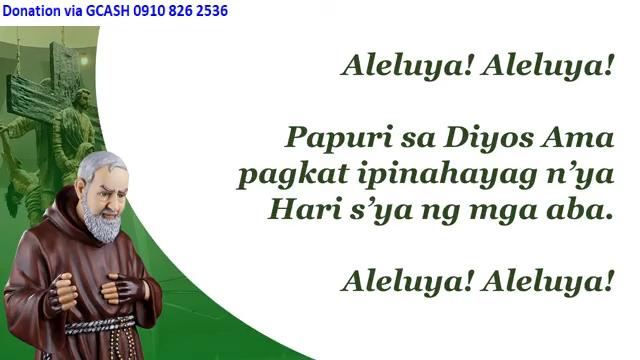 Donation via GCASH 0910 826 2536
Aleluya! Aleluya!
Papuri sa Diyos Ama
pagkat ipinahayag n’ya
Hari s’ya ng mga aba.
Aleluya! Aleluya!